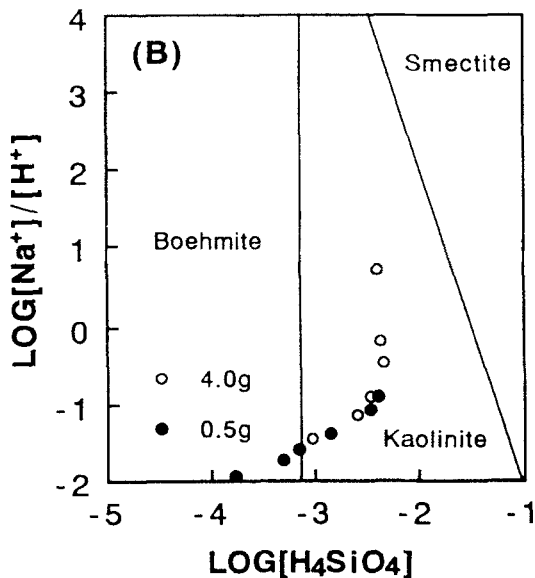 (B)
Smectite
Boehmite
4.0g
0.5g
Kaolinite
LOG[Na⁺]/[H⁺]
4
3
2
1
0
-1
-2
-5
-4
-3
-2
-1
LOG[H₄SiO₄]